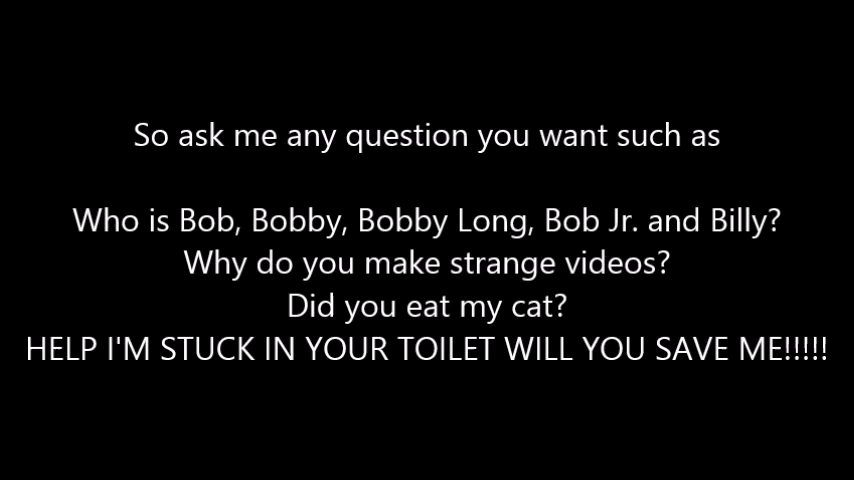 So ask me any question you want such as
Who is Bob, Bobby, Bobby Long, Bob Jr. and Billy?
Why do you make strange videos?
Did you eat my cat?
HELP I'M STUCK IN YOUR TOILET WILL YOU SAVE ME!!!!!